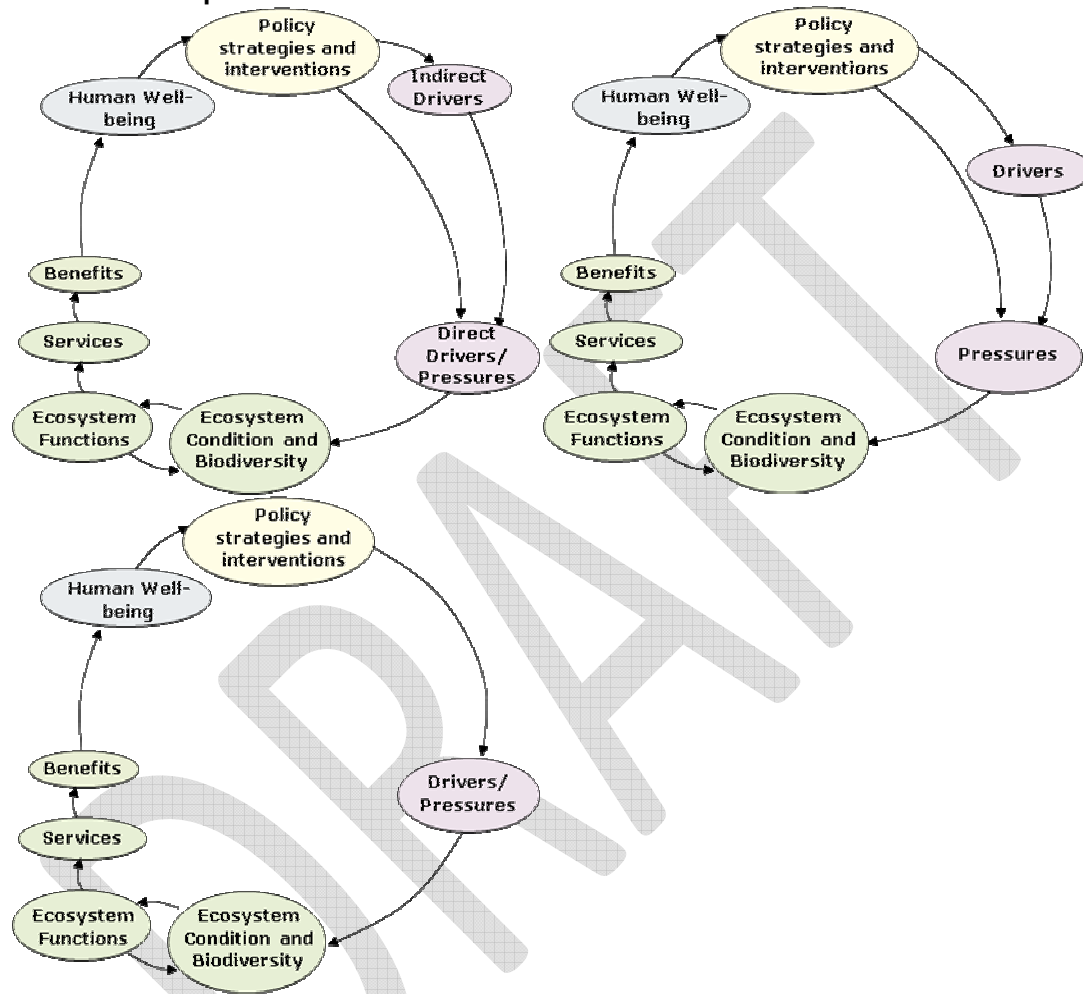 Policy
strategies and
interventions
Indirect
Drivers
Human Well-
being
Benefits
Services
Direct
Drivers/
Pressures
Ecosystem
Functions
Ecosystem
Condition and
Biodiversity
Policy
strategies and
interventions
Human Well-
being
Drivers
Benefits
Services
Pressures
Ecosystem
Functions
Ecosystem
Condition and
Biodiversity
Policy
strategies and
interventions
Human Well-
being
Benefits
Drivers/
Pressures
Services
Ecosystem
Functions
Ecosystem
Condition and
Biodiversity
DRAFT